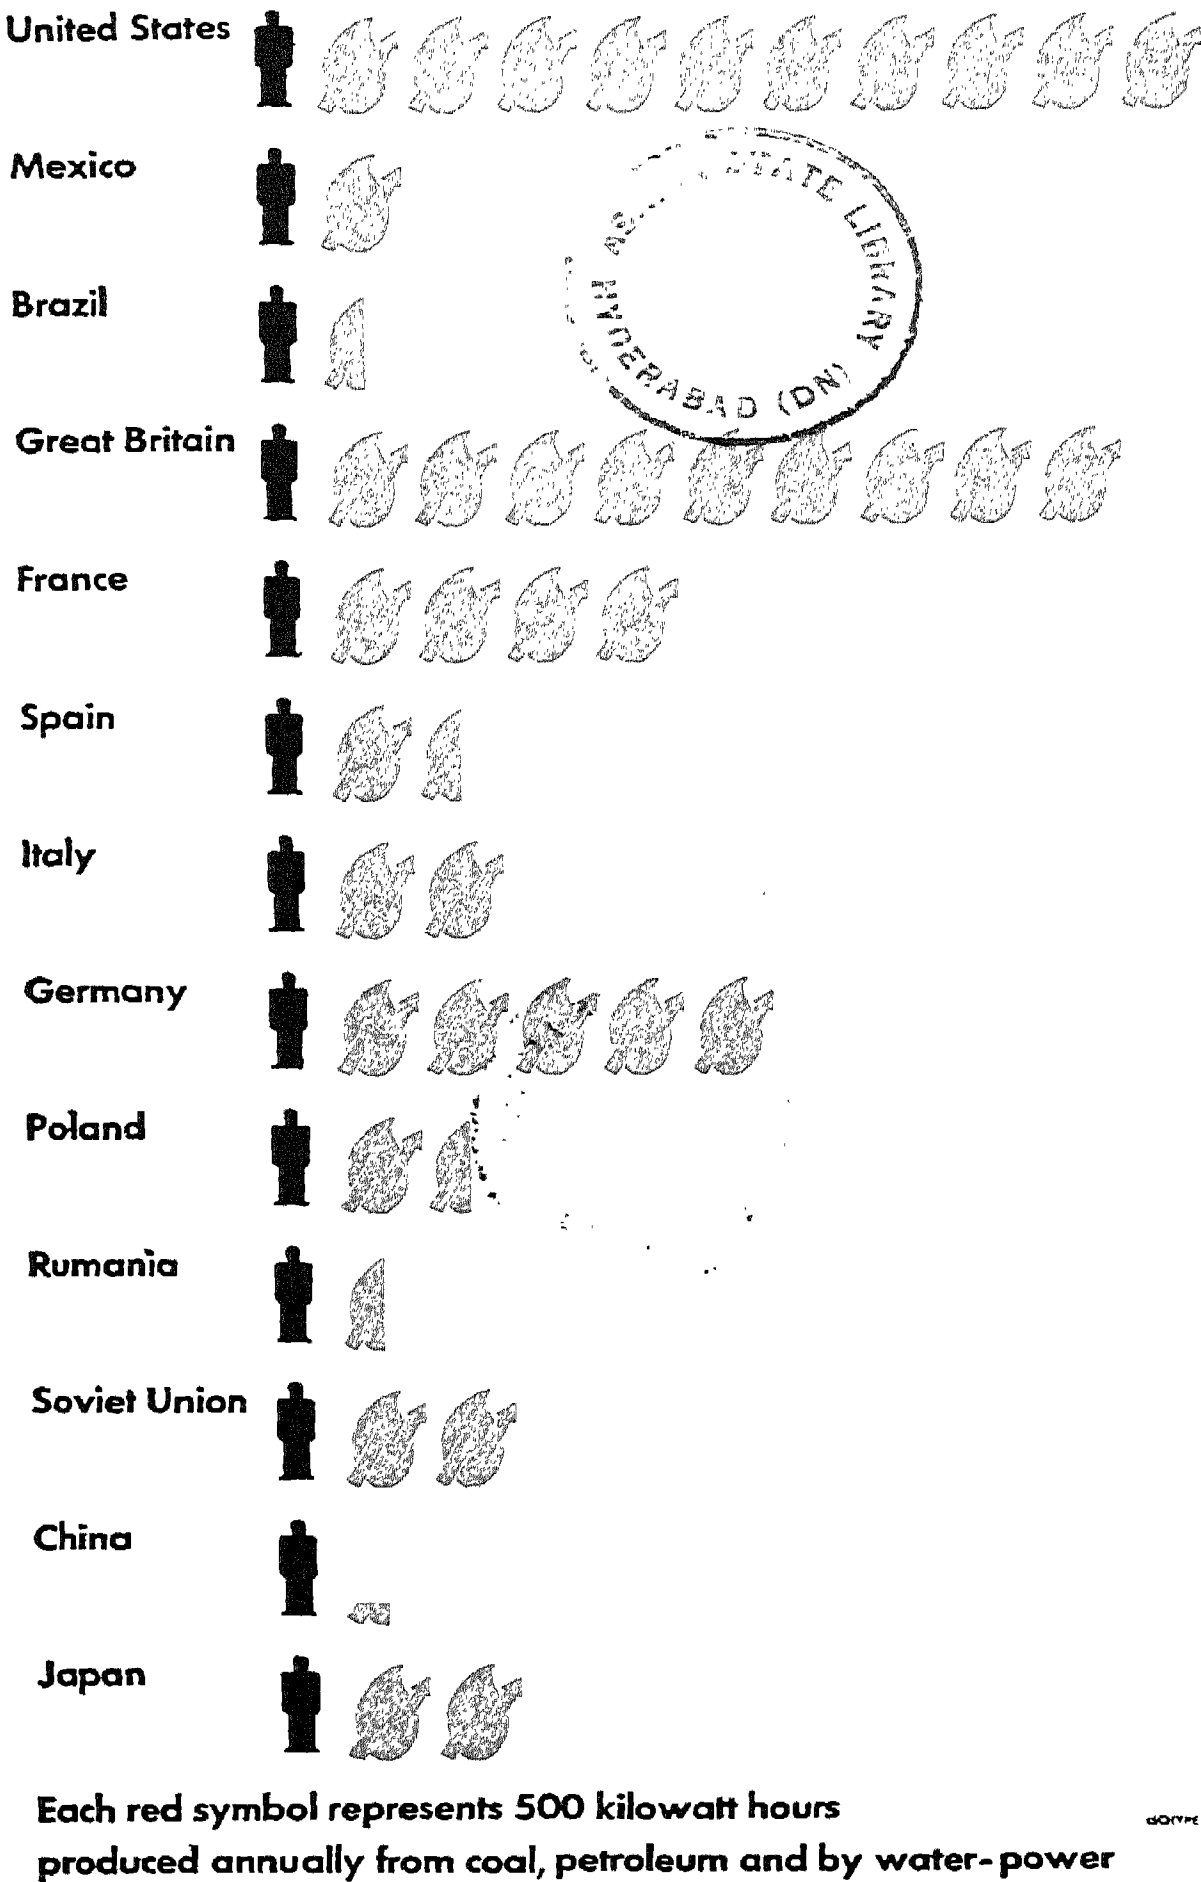 United States
Mexico
STATE LIBRARY
HYDERABAD (DN)
Brazil
Great Britain
France
Spain
Italy
Germany
Poland
Rumania
Soviet Union
China
Japan
Each red symbol represents 500 kilowatt hours
produced annually from coal, petroleum and by water-power